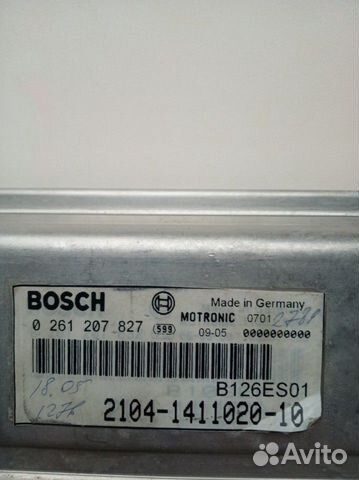 BOSCH
Made in Germany
MOTRONIC 0701
0 261 207 827 599 09-05 0000000000
18.05
B126ES01
2104-1411020-10
Avito